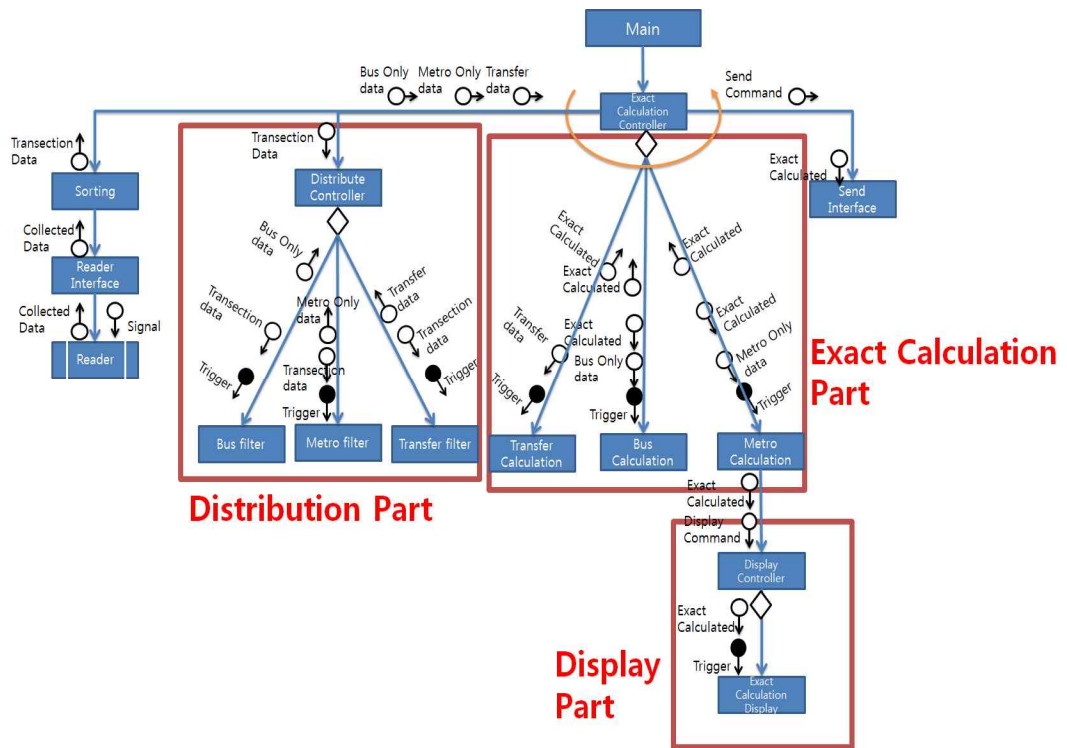 Main
Bus Only
data
Metro Only
data
Transfer
data
Send
Command
Exact
Calculation
Controller
Transection
Data
Sorting
Collected
Data
Reader
Interface
Collected
Data
Signal
Reader
Transection
Data
Distribute
Controller
Bus Only
data
Transection
data
Trigger
Metro Only
data
Transection
data
Trigger
Transfer
data
Transection
data
Trigger
Bus filter
Metro filter
Transfer filter
Distribution Part
Exact
Calculated
Transfer
data
Trigger
Exact
Calculated
Exact
Calculated
Bus Only
data
Trigger
Exact
Calculated
Exact
Calculated
Metro Only
data
Trigger
Transfer
Calculation
Bus
Calculation
Metro
Calculation
Exact Calculation
Part
Exact
Calculated
Send
Interface
Exact
Calculated
Display
Command
Display
Controller
Exact
Calculated
Trigger
Exact
Calculation
Display
Display
Part